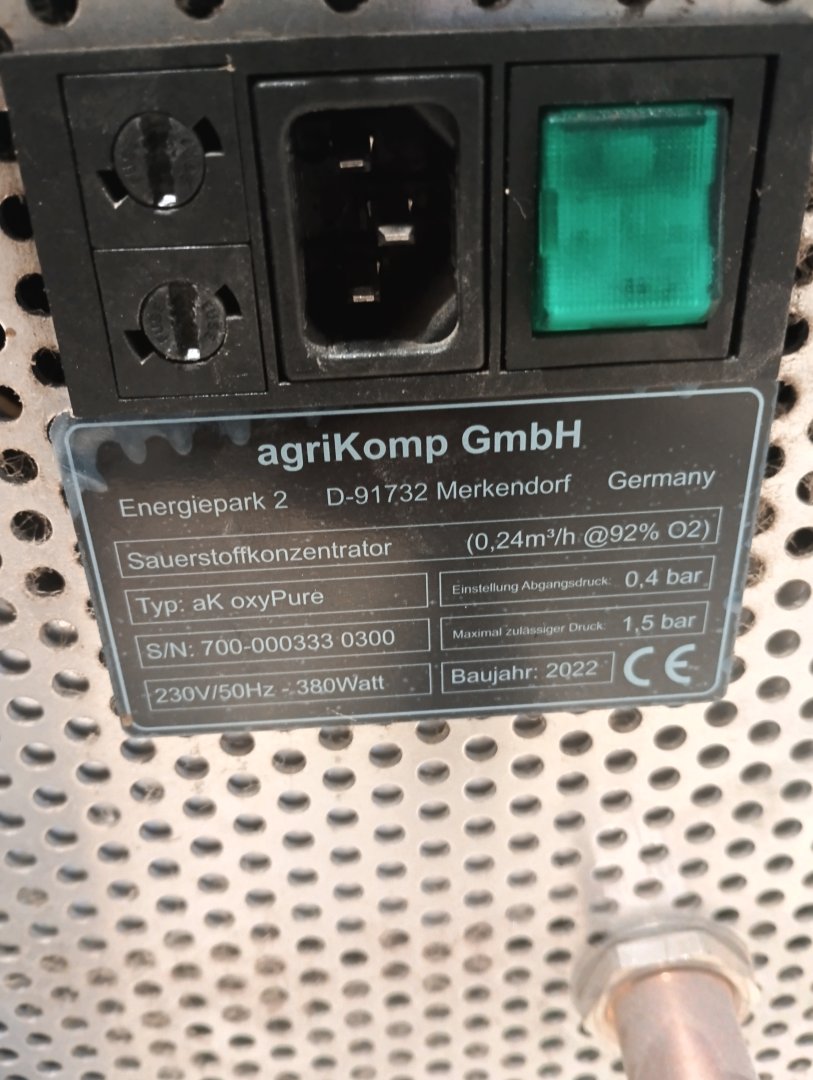 agriKomp GmbH
Energiepark 2 D-91732 Merkendorf Germany
Sauerstoffkonzentrator (0,24m³/h @92% O2)
Typ: aK oxyPure
Einstellung Abgangsdruck: 0,4 bar
S/N: 700-000333 0300
Maximal zulässiger Druck: 1,5 bar
230V/50Hz - 380Watt
Baujahr: 2022 CE